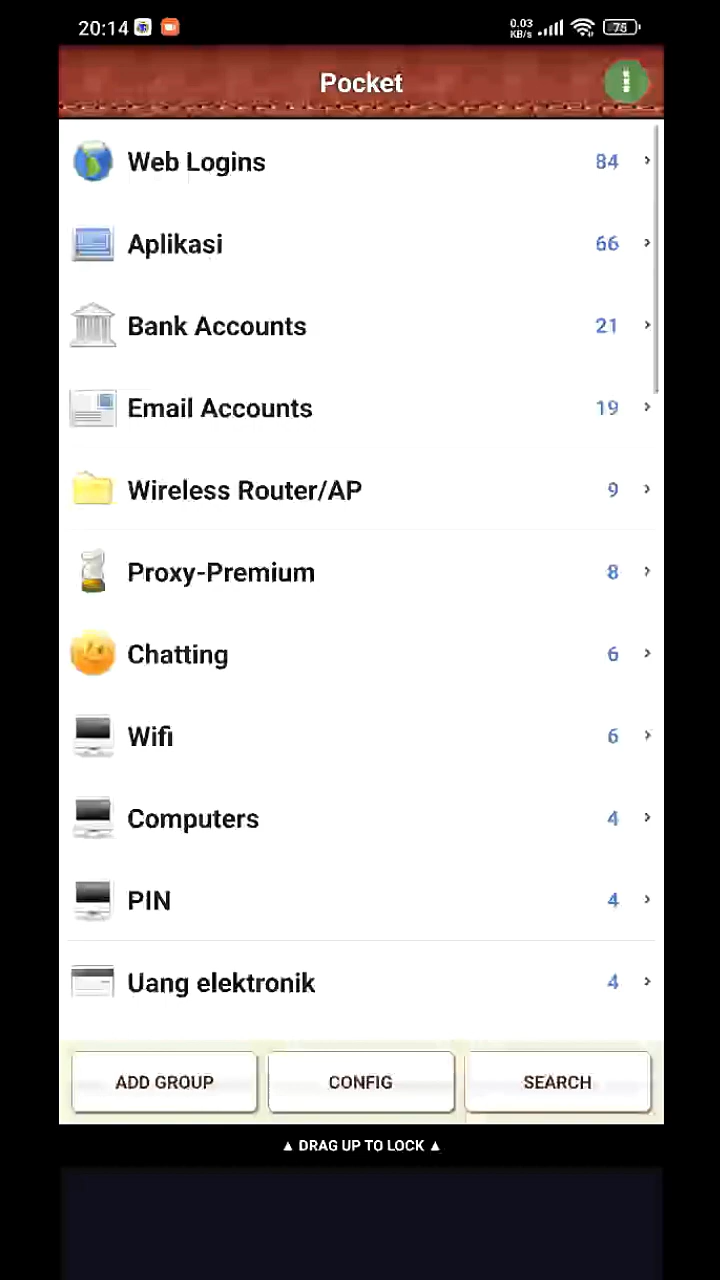 20:14 0.03 KB/s 75
Pocket
Web Logins 84
Aplikasi 66
Bank Accounts 21
Email Accounts 19
Wireless Router/AP 9
Proxy-Premium 8
Chatting 6
Wifi 6
Computers 4
PIN 4
Uang elektronik 4
ADD GROUP CONFIG SEARCH
▲ DRAG UP TO LOCK ▲